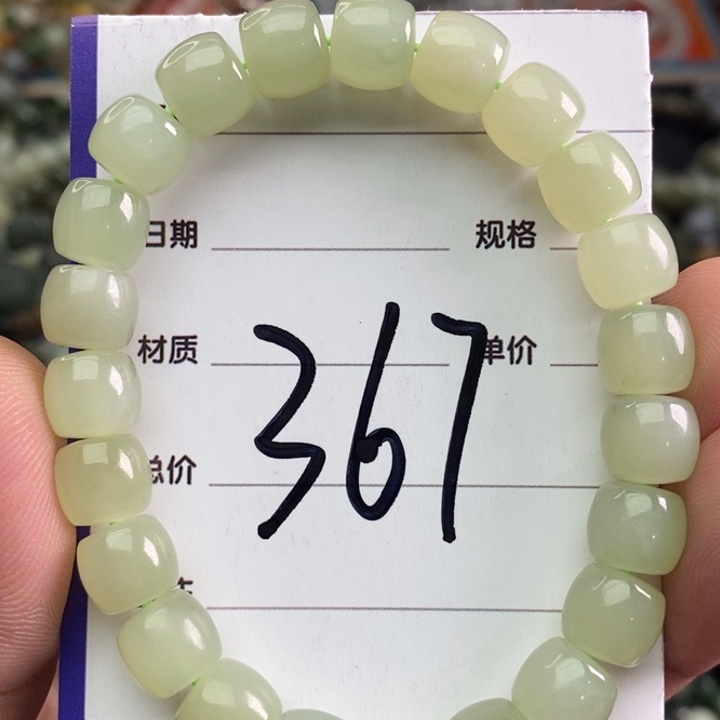 日期 规格
材质 单价
总价
367